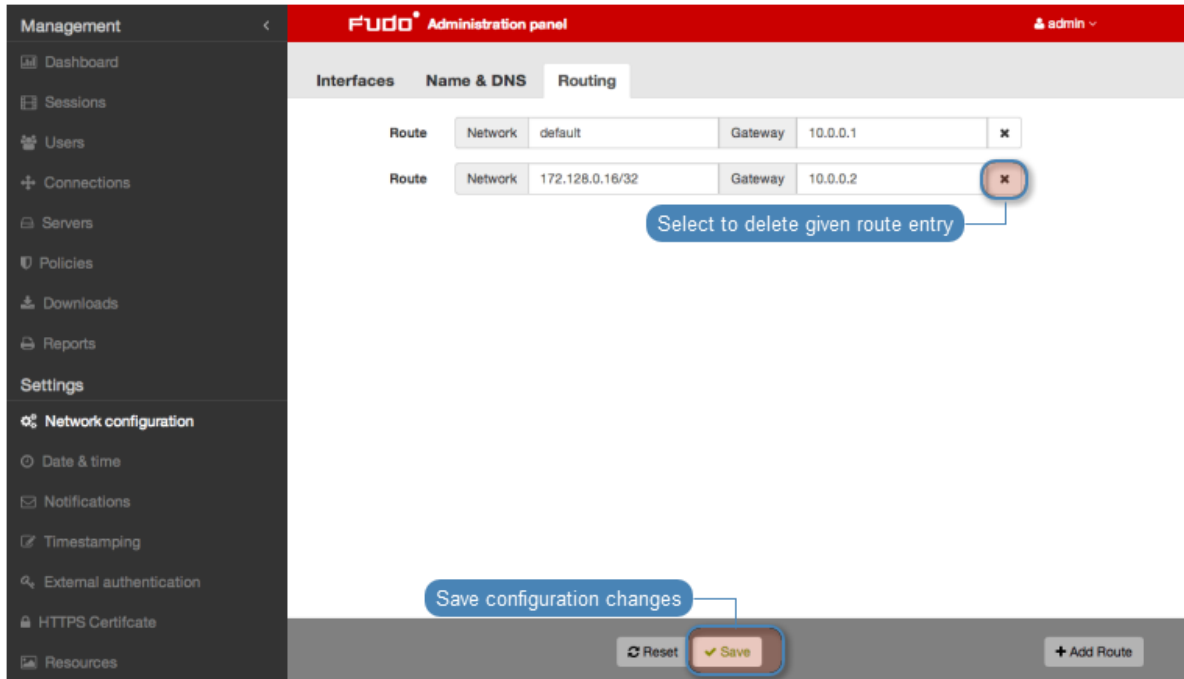 Management
Dashboard
Sessions
Users
Connections
Servers
Policies
Downloads
Reports
Settings
Network configuration
Date & time
Notifications
Timestamping
External authentication
HTTPS Certifcate
Resources
FUDO Administration panel
admin
Interfaces Name & DNS Routing
Route Network default Gateway 10.0.0.1
Route Network 172.128.0.16/32 Gateway 10.0.0.2
Select to delete given route entry
Save configuration changes
Reset Save + Add Route